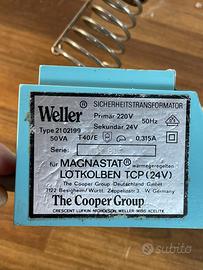 Weller
SICHERHEITSTRANSFORMATOR
Primär 220V
50Hz
Sekundär 24V
Type 2102199
50VA
T40/E
0,315A
Serie:
für MAGNASTAT® wärmegeregelten
LOTKOLBEN TCP (24V)
The Cooper Group Deutschland GmbH
7122 Besigheim/Württ. Zeppelinstr. 3 W. Germany
The Cooper Group
CRESCENT LUFKIN NICHOLSON WELLER WISS XCELITE
subito